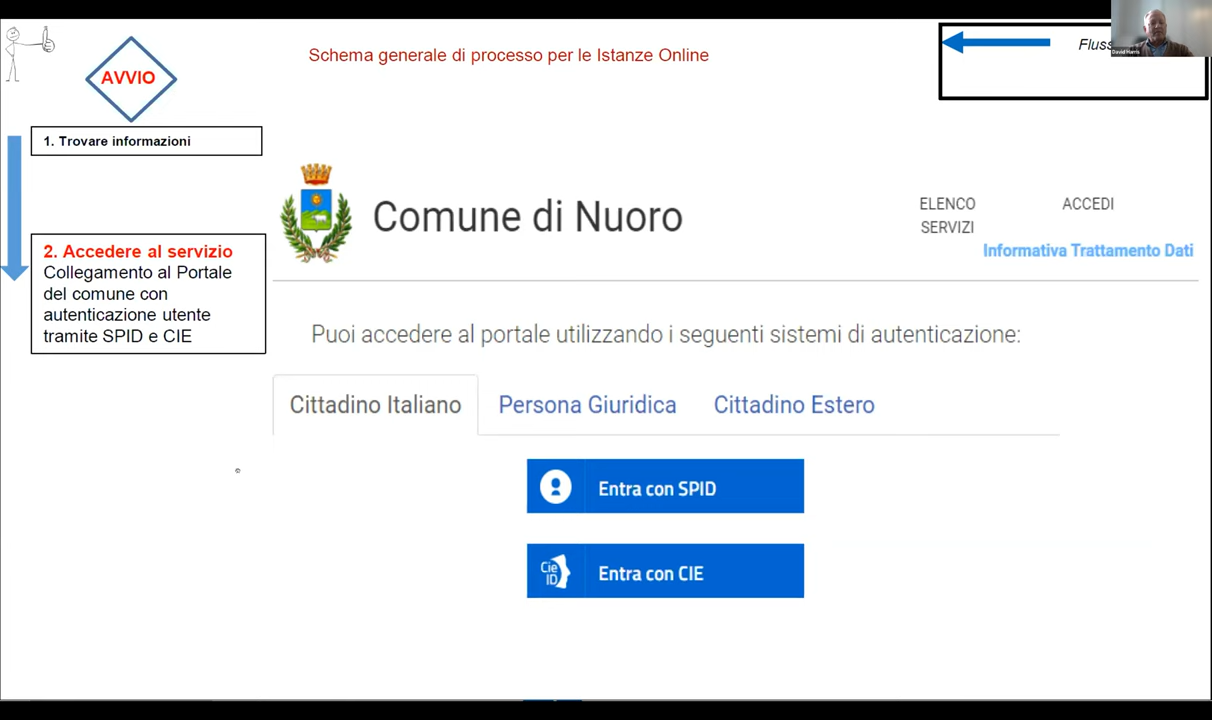 Schema generale di processo per le Istanze Online
AVVIO
David Harris
1. Trovare informazioni
2. Accedere al servizio
Collegamento al Portale
del comune con
autenticazione utente
tramite SPID e CIE
Comune di Nuoro
ELENCO
SERVIZI
ACCEDI
Informativa Trattamento Dati
Puoi accedere al portale utilizzando i seguenti sistemi di autenticazione:
Cittadino Italiano
Persona Giuridica
Cittadino Estero
Entra con SPID
Cie
ID
Entra con CIE